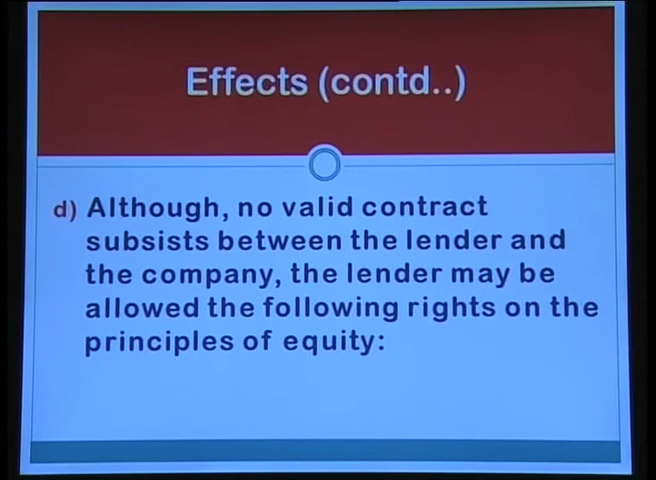 Effects (contd..)
d) Although, no valid contract
subsists between the lender and
the company, the lender may be
allowed the following rights on the
principles of equity: